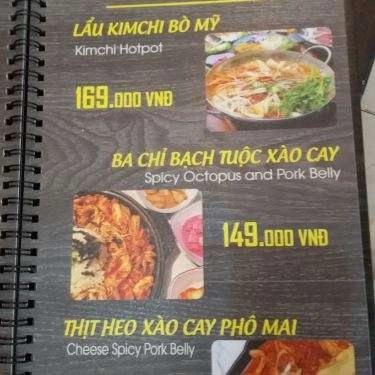 LẨU KIMCHI BÒ MỸ
Kimchi Hotpot
169.000 VNĐ
BA CHỈ BẠCH TUỘC XÀO CAY
Spicy Octopus and Pork Belly
149.000 VNĐ
THỊT HEO XÀO CAY PHÔ MAI
Cheese Spicy Pork Belly